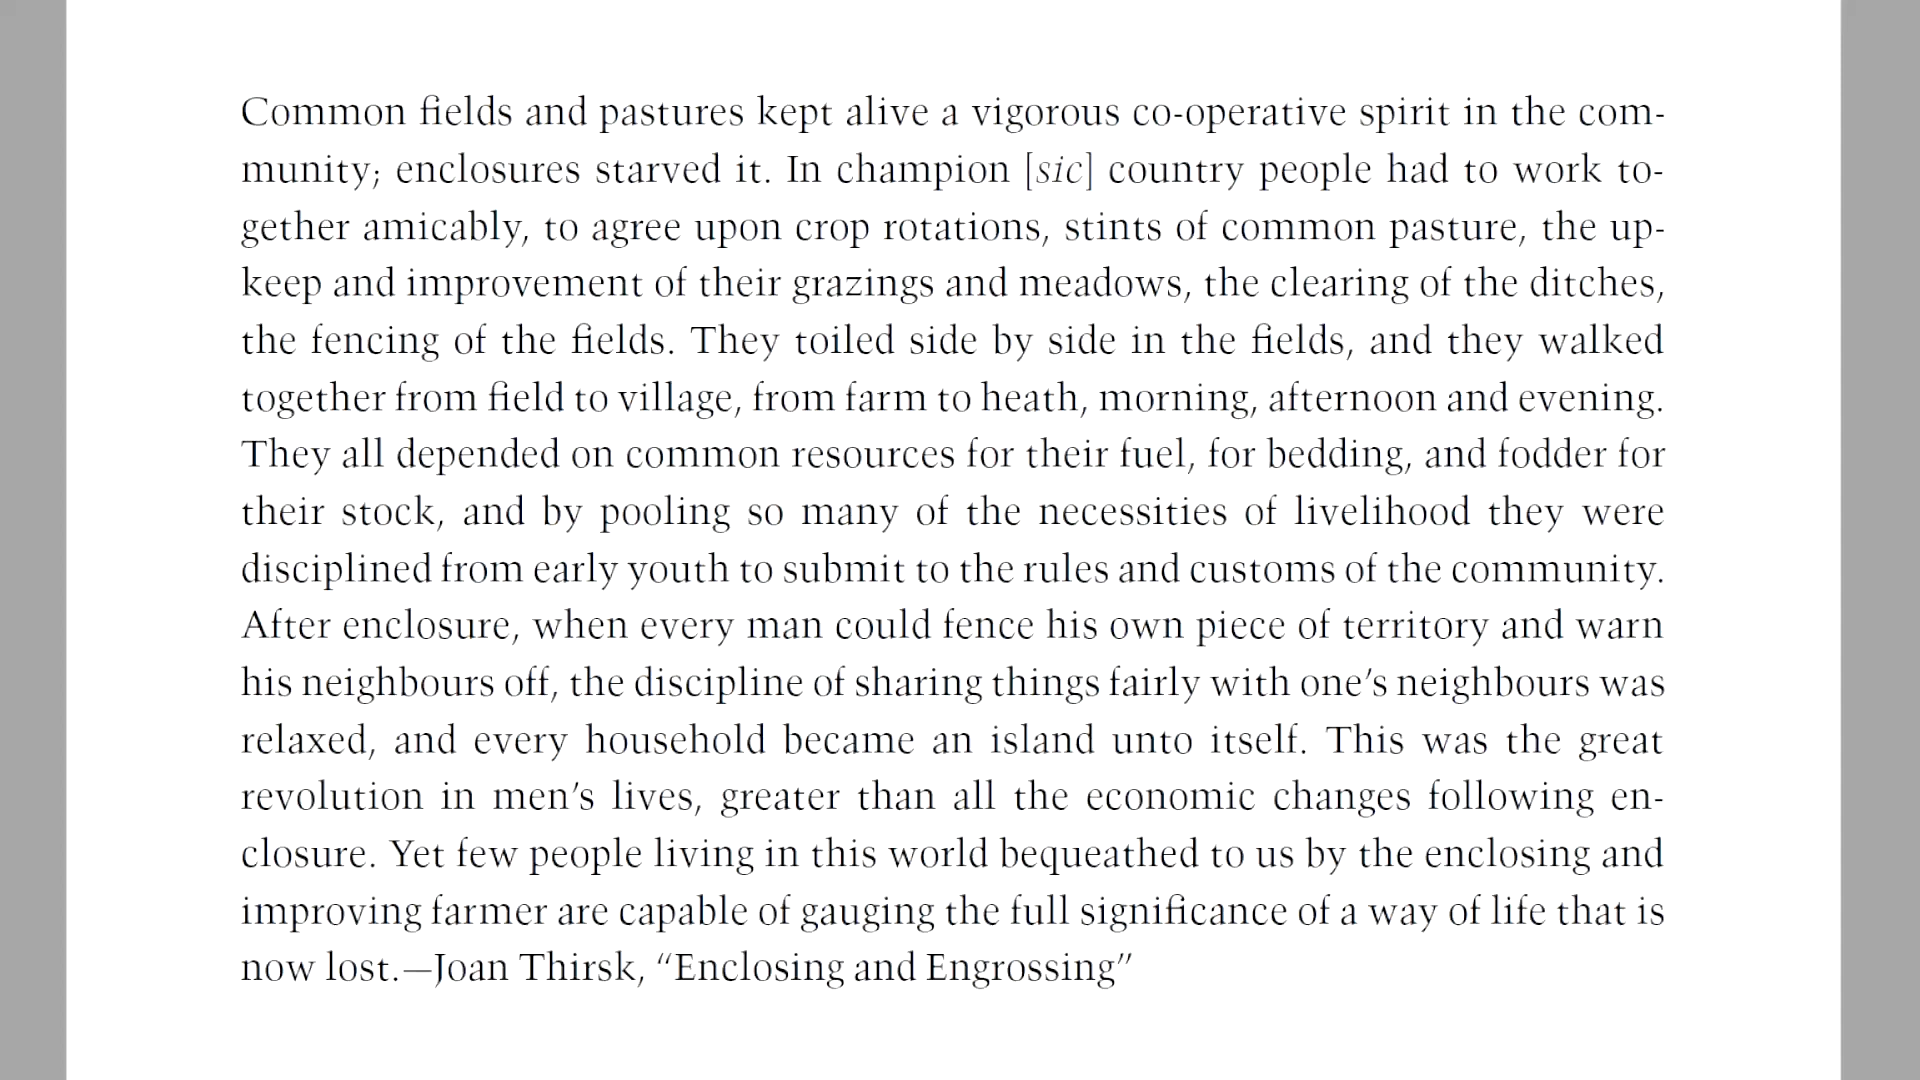 Common fields and pastures kept alive a vigorous co-operative spirit in the com-
munity; enclosures starved it. In champion [sic] country people had to work to-
gether amicably, to agree upon crop rotations, stints of common pasture, the up-
keep and improvement of their grazings and meadows, the clearing of the ditches,
the fencing of the fields. They toiled side by side in the fields, and they walked
together from field to village, from farm to heath, morning, afternoon and evening.
They all depended on common resources for their fuel, for bedding, and fodder for
their stock, and by pooling so many of the necessities of livelihood they were
disciplined from early youth to submit to the rules and customs of the community.
After enclosure, when every man could fence his own piece of territory and warn
his neighbours off, the discipline of sharing things fairly with one’s neighbours was
relaxed, and every household became an island unto itself. This was the great
revolution in men’s lives, greater than all the economic changes following en-
closure. Yet few people living in this world bequeathed to us by the enclosing and
improving farmer are capable of gauging the full significance of a way of life that is
now lost.—Joan Thirsk, “Enclosing and Engrossing”